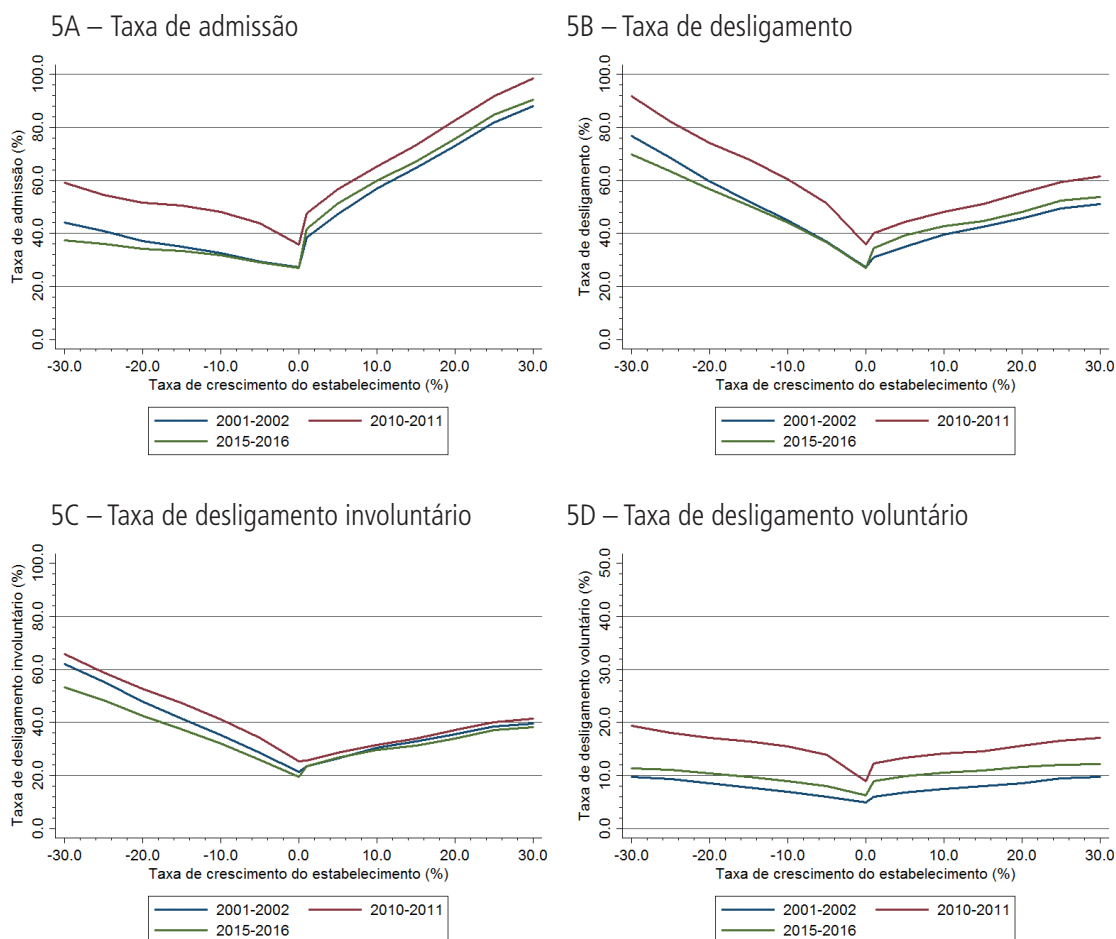 5A – Taxa de admissão
Taxa de admissão (%)
100.0
80.0
60.0
40.0
20.0
0.0
-30.0 -20.0 -10.0 0.0 10.0 20.0 30.0
Taxa de crescimento do estabelecimento (%)
2001-2002 2010-2011
2015-2016
5B – Taxa de desligamento
Taxa de desligamento (%)
100.0
80.0
60.0
40.0
20.0
0.0
-30.0 -20.0 -10.0 0.0 10.0 20.0 30.0
Taxa de crescimento do estabelecimento (%)
2001-2002 2010-2011
2015-2016
5C – Taxa de desligamento involuntário
Taxa de desligamento involuntário (%)
100.0
80.0
60.0
40.0
20.0
0.0
-30.0 -20.0 -10.0 0.0 10.0 20.0 30.0
Taxa de crescimento do estabelecimento (%)
2001-2002 2010-2011
2015-2016
5D – Taxa de desligamento voluntário
Taxa de desligamento voluntário (%)
50.0
40.0
30.0
20.0
10.0
0.0
-30.0 -20.0 -10.0 0.0 10.0 20.0 30.0
Taxa de crescimento do estabelecimento (%)
2001-2002 2010-2011
2015-2016